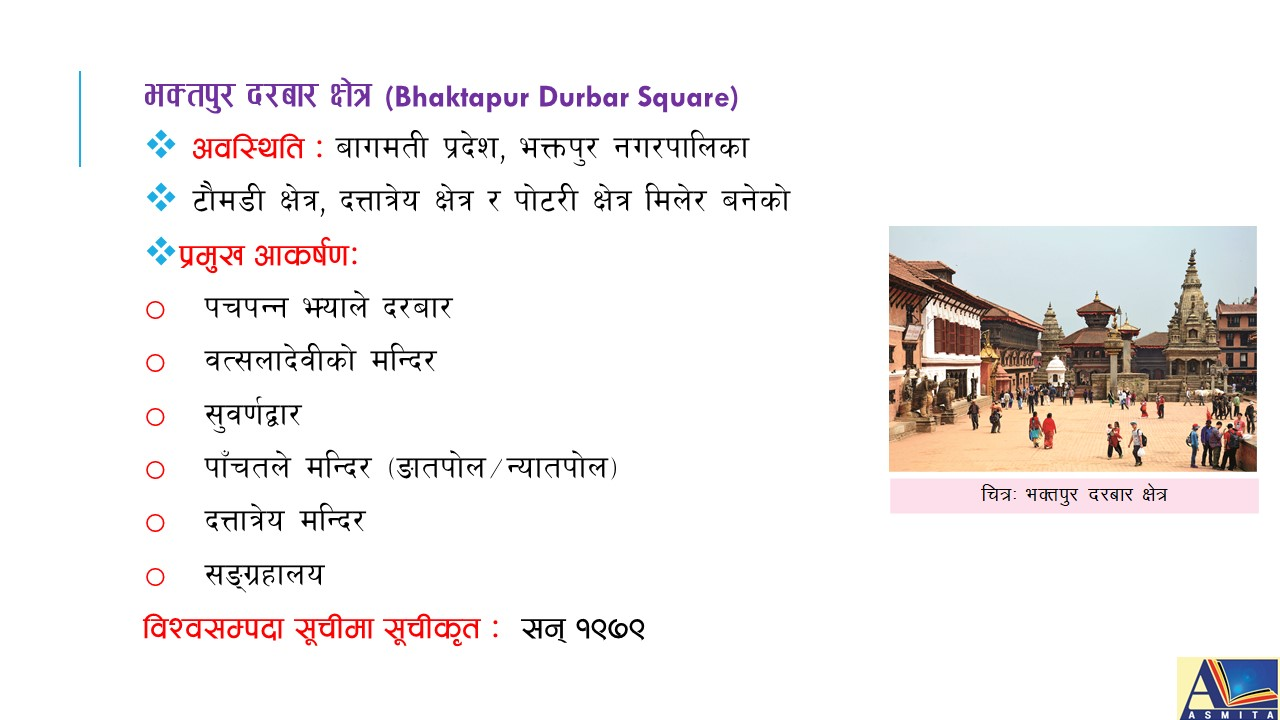 भक्तपुर दरबार क्षेत्र (Bhaktapur Durbar Square)
❖ अवस्थिति : बागमती प्रदेश, भक्तपुर नगरपालिका
❖ टौमडी क्षेत्र, दत्तात्रेय क्षेत्र र पोटरी क्षेत्र मिलेर बनेको
❖ प्रमुख आकर्षण:
o पचपन्न झ्याले दरबार
o वत्सलादेवीको मन्दिर
o सुवर्णद्वार
o पाँचतले मन्दिर (ङातपोल/न्यातपोल)
o दत्तात्रेय मन्दिर
o सङ्ग्रहालय
विश्वसम्पदा सूचीमा सूचीकृत : सन् १९७९
चित्र: भक्तपुर दरबार क्षेत्र
ASMITA